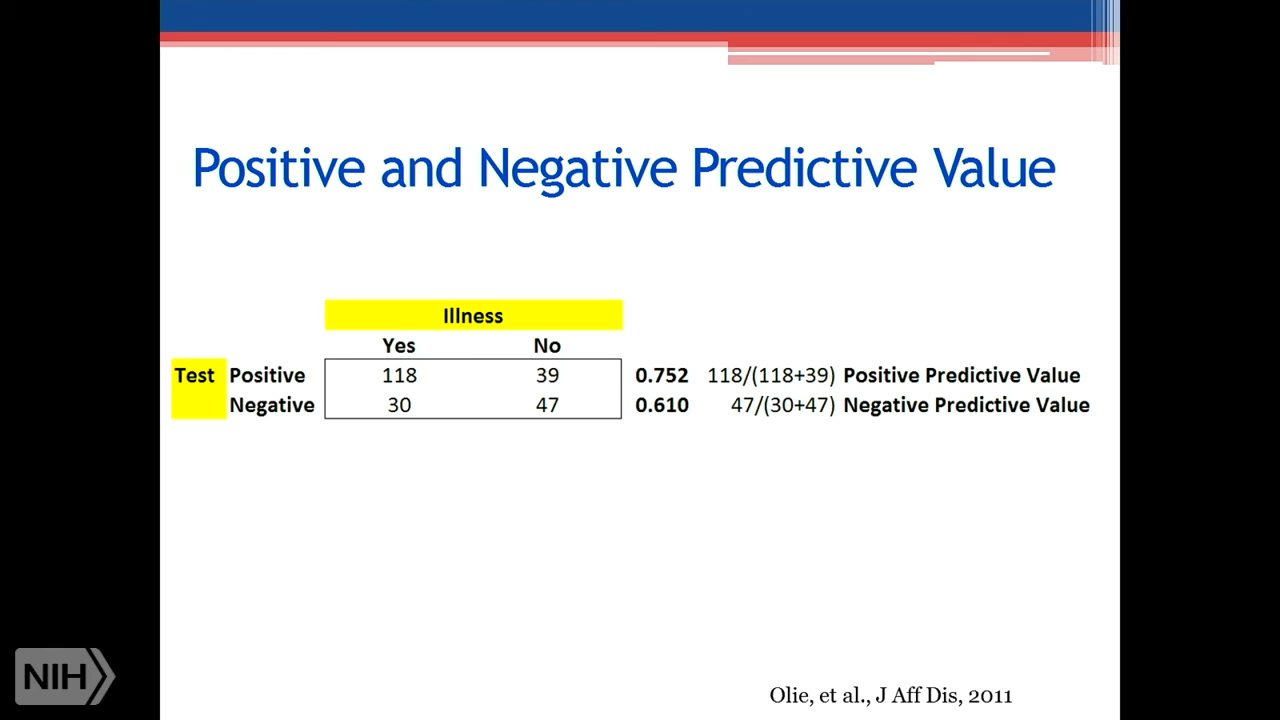 Positive and Negative Predictive Value
Illness
Yes No
Test Positive 118 39 0.752 118/(118+39) Positive Predictive Value
Negative 30 47 0.610 47/(30+47) Negative Predictive Value
NIH
Olie, et al., J Aff Dis, 2011